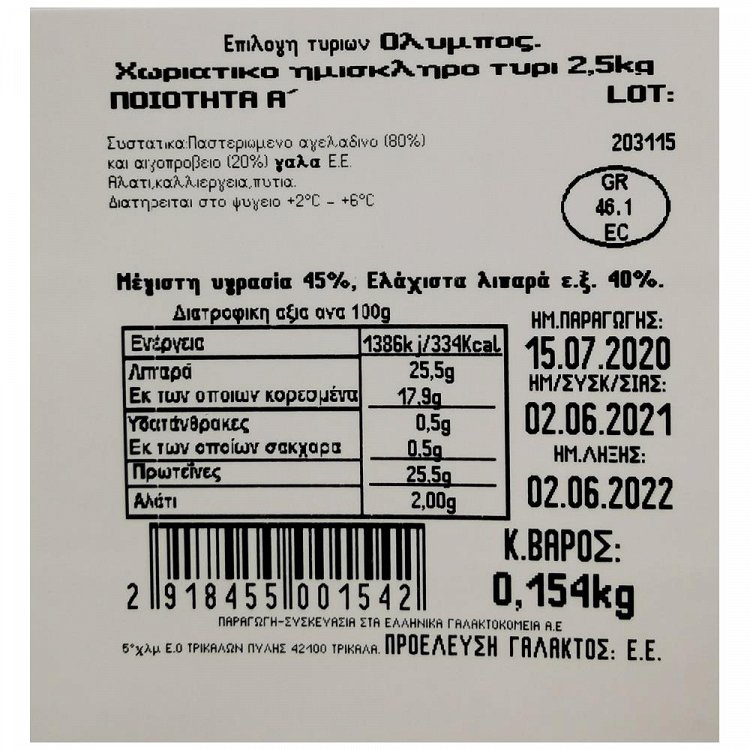 Επιλογη τυριων Ολυμπος.
Χωριατικο ημισκληρο τυρι 2,5kg
ΠΟΙΟΤΗΤΑ Α΄
LOT:
203115
Συστατικα:Παστεριωμενο αγελαδινο (80%)
και αιγοπροβειο (20%) γαλα Ε.Ε.
Αλατι,καλλιεργεια,πυτια.
Διατηρειται στο ψυγειο +2°C - +6°C
GR
46.1
EC
Μέγιστη υγρασία 45%, Ελάχιστα λιπαρά ε.ξ. 40%.
Διατροφικη αξια ανα 100g
Ενέργεια 1386kj/334Kcal
Λιπαρά 25,5g
Εκ των οποιων κορεσμένα 17,9g
Υδατάνθρακες 0,5g
Εκ των οποίων σακχαρα 0,5g
Πρωτεΐνες 25,5g
Αλάτι 2,00g
ΗΜ.ΠΑΡΑΓΩΓΗΣ:
15.07.2020
ΗΜ/ΣΥΣΚ/ΣΙΑΣ:
02.06.2021
ΗΜ.ΛΗΞΗΣ:
02.06.2022
Κ.ΒΑΡΟΣ:
0,154kg
2 918455 001542
ΠΑΡΑΓΩΓΗ-ΣΥΣΚΕΥΑΣΙΑ ΣΤΑ ΕΛΛΗΝΙΚΑ ΓΑΛΑΚΤΟΚΟΜΕΙΑ Α.Ε
5°χλμ Ε.Ο ΤΡΙΚΑΛΩΝ ΠΥΛΗΣ 42100 ΤΡΙΚΑΛΑ. ΠΡΟΕΛΕΥΣΗ ΓΑΛΑΚΤΟΣ: Ε.Ε.